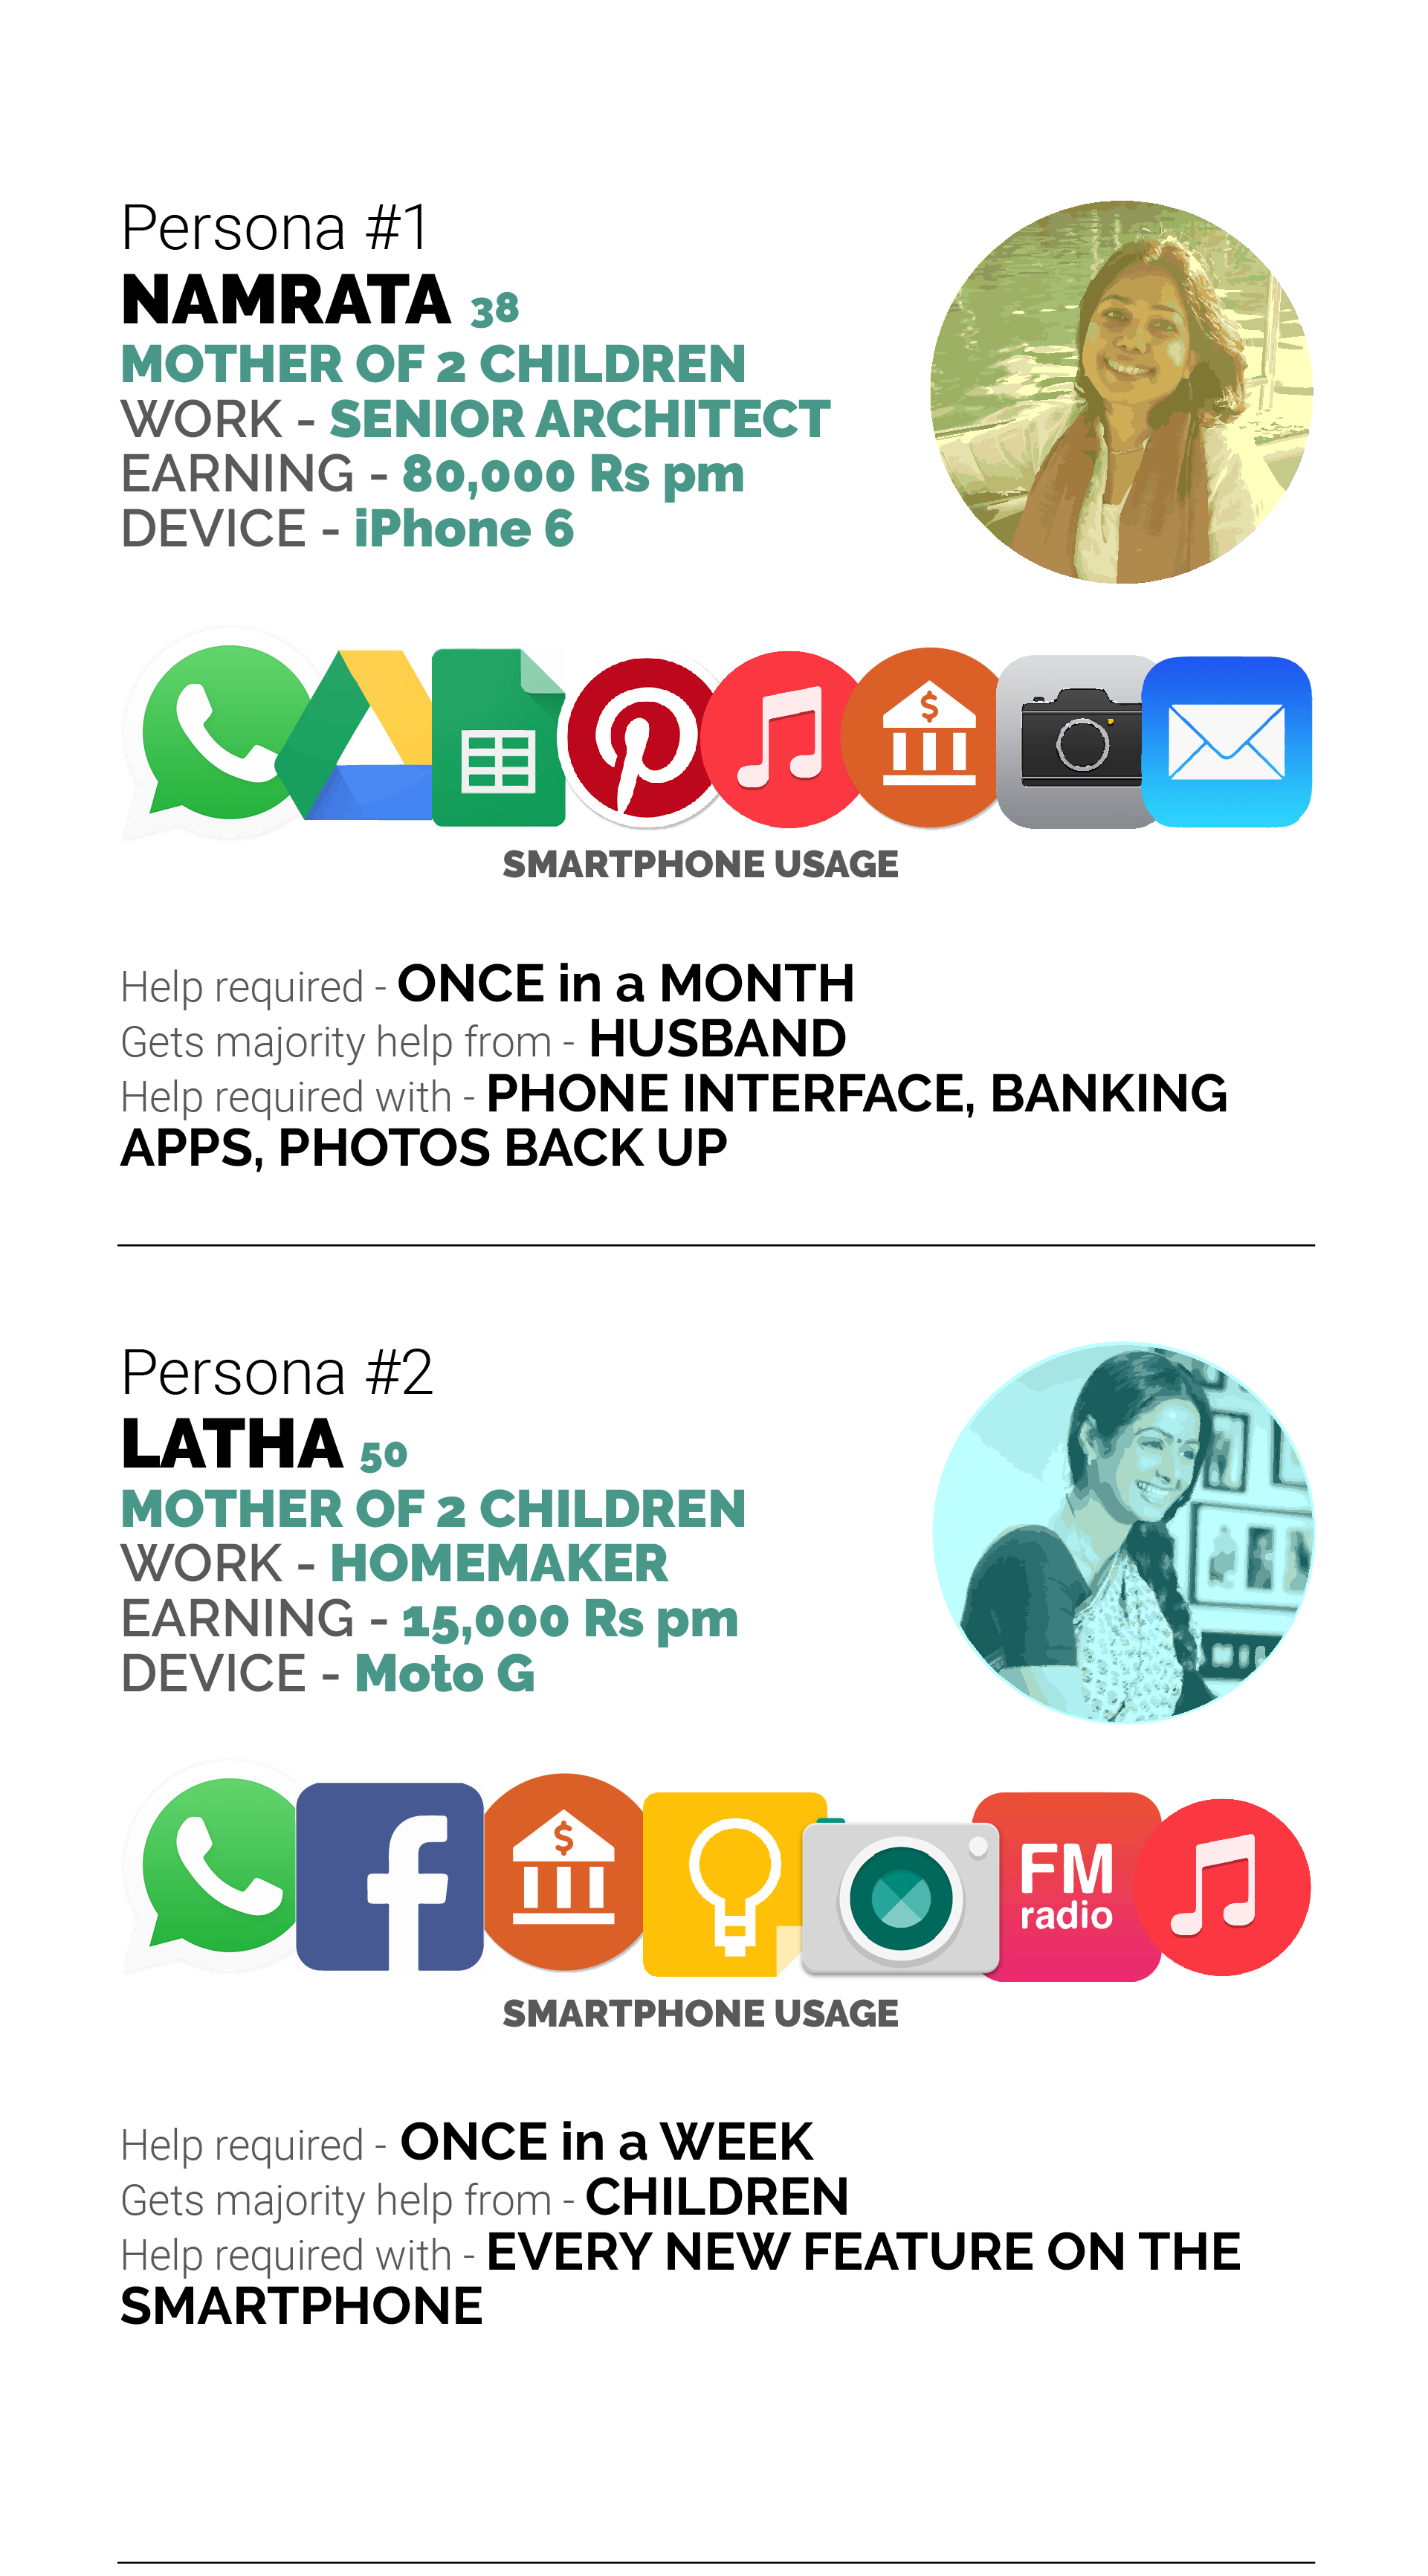 Persona #1
NAMRATA 38
MOTHER OF 2 CHILDREN
WORK - SENIOR ARCHITECT
EARNING - 80,000 Rs pm
DEVICE - iPhone 6
$
SMARTPHONE USAGE
Help required - ONCE in a MONTH
Gets majority help from - HUSBAND
Help required with - PHONE INTERFACE, BANKING
APPS, PHOTOS BACK UP
Persona #2
LATHA 50
MOTHER OF 2 CHILDREN
WORK - HOMEMAKER
EARNING - 15,000 Rs pm
DEVICE - Moto G
f
$
FM
radio
SMARTPHONE USAGE
Help required - ONCE in a WEEK
Gets majority help from - CHILDREN
Help required with - EVERY NEW FEATURE ON THE
SMARTPHONE